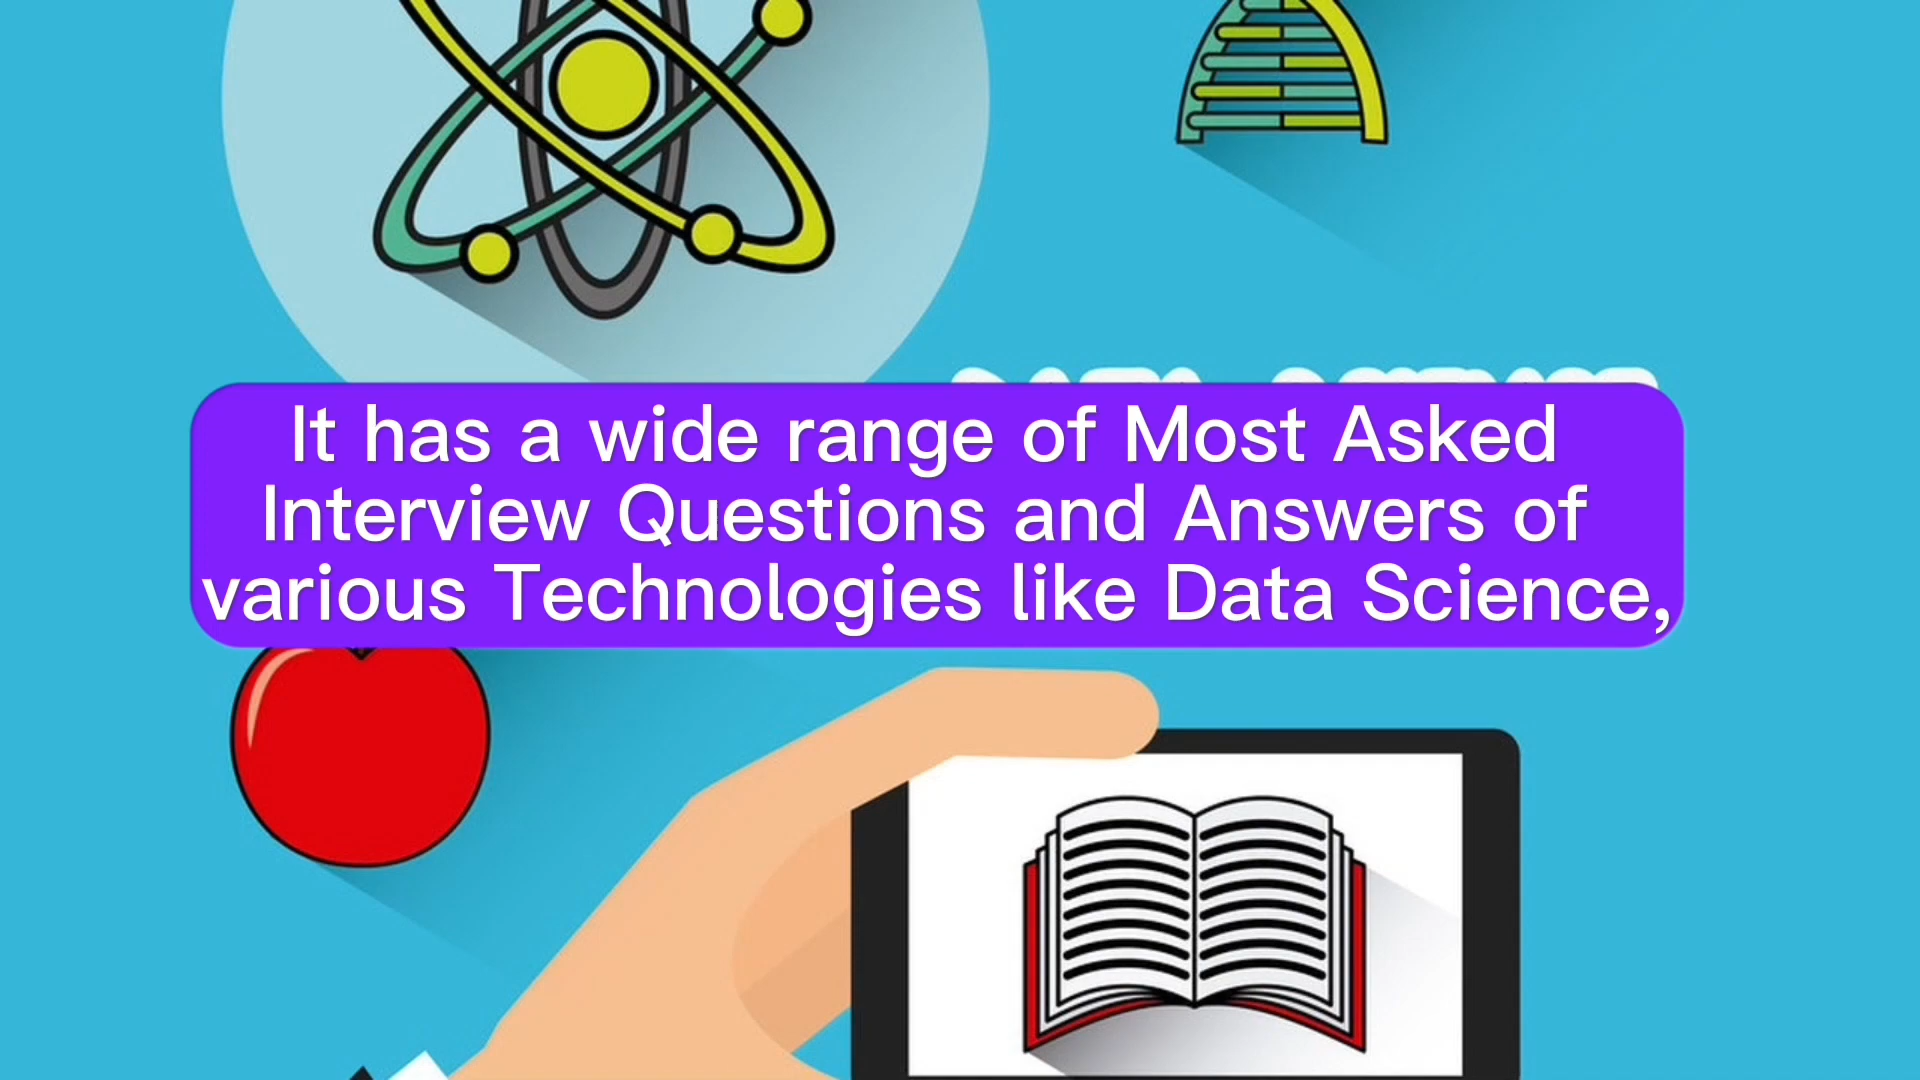 It has a wide range of Most Asked
Interview Questions and Answers of
various Technologies like Data Science,